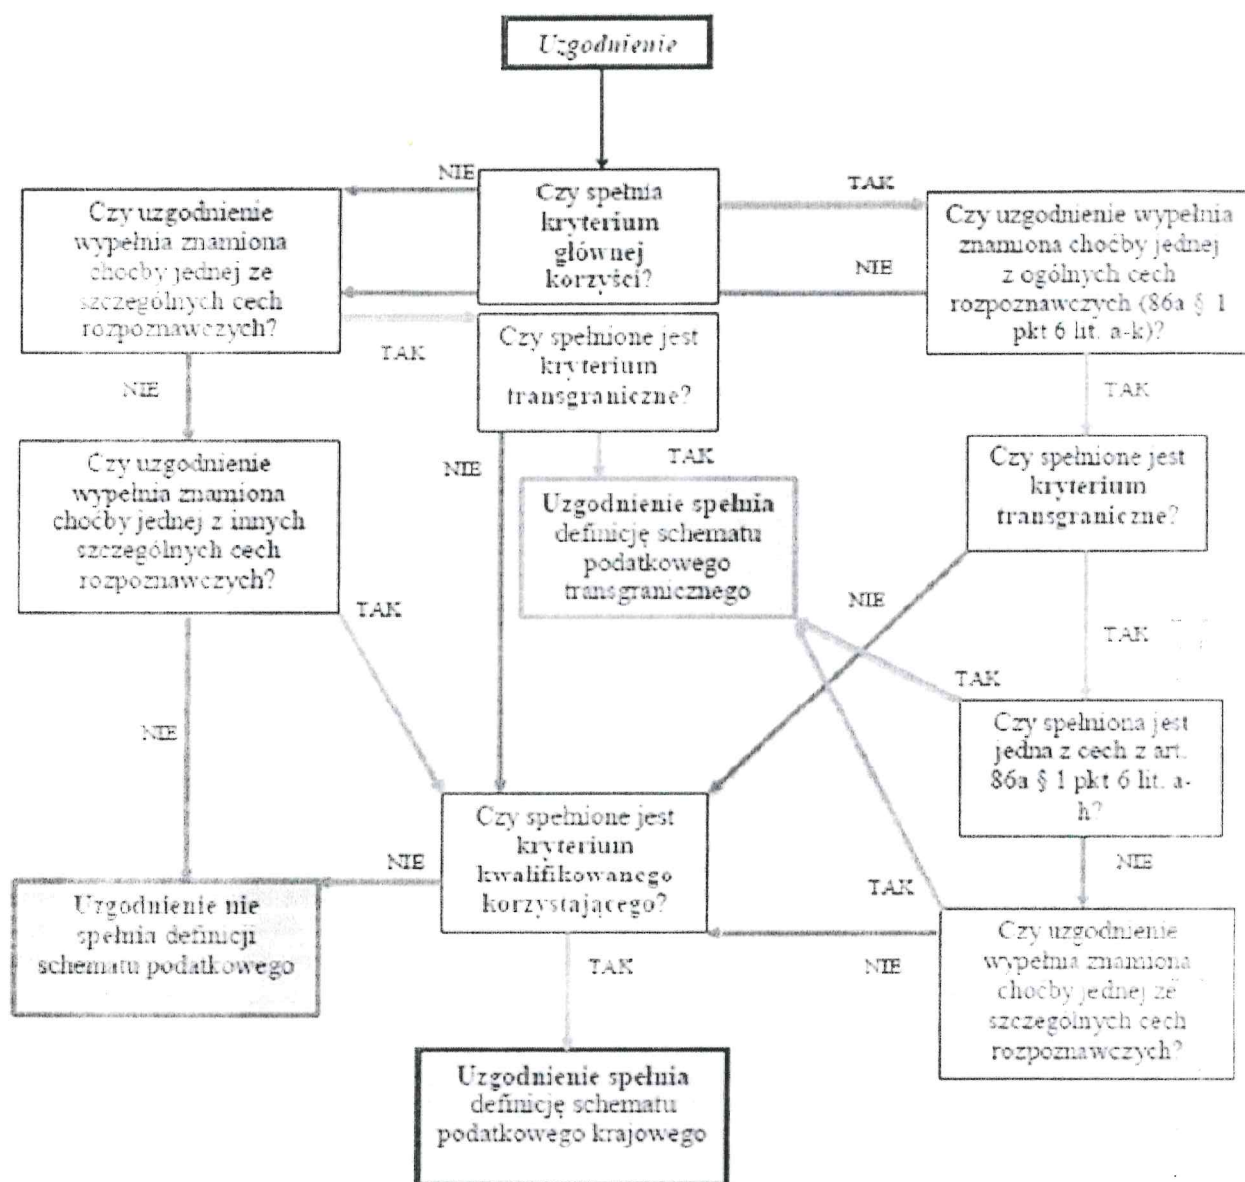 Uzgodnienie
NIE
Czy spełnia
kryterium
głównej
korzyści?
TAK
Czy uzgodnienie
wypełnia znamiona
choćby jednej ze
szczególnych cech
rozpoznawczych?
Czy uzgodnienie wypełnia
znamiona choćby jednej
z ogólnych cech
rozpoznawczych (86a § 1
pkt 6 lit. a-k)?
NIE
TAK
Czy spełnione jest
kryterium
transgraniczne?
NIE
TAK
Czy uzgodnienie
wypełnia znamiona
choćby jednej z innych
szczególnych cech
rozpoznawczych?
NIE
TAK
Uzgodnienie spełnia
definicję schematu
podatkowego
transgranicznego
Czy spełnione jest
kryterium
transgraniczne?
TAK
NIE
TAK
NIE
TAK
Czy spełniona jest
jedna z cech z art.
86a § 1 pkt 6 lit. a-
h?
Czy spełnione jest
kryterium
kwalifikowanego
korzystającego?
NIE
TAK
NIE
Uzgodnienie nie
spełnia definicji
schematu podatkowego
TAK
NIE
Czy uzgodnienie
wypełnia znamiona
choćby jednej ze
szczególnych cech
rozpoznawczych?
Uzgodnienie spełnia
definicję schematu
podatkowego krajowego